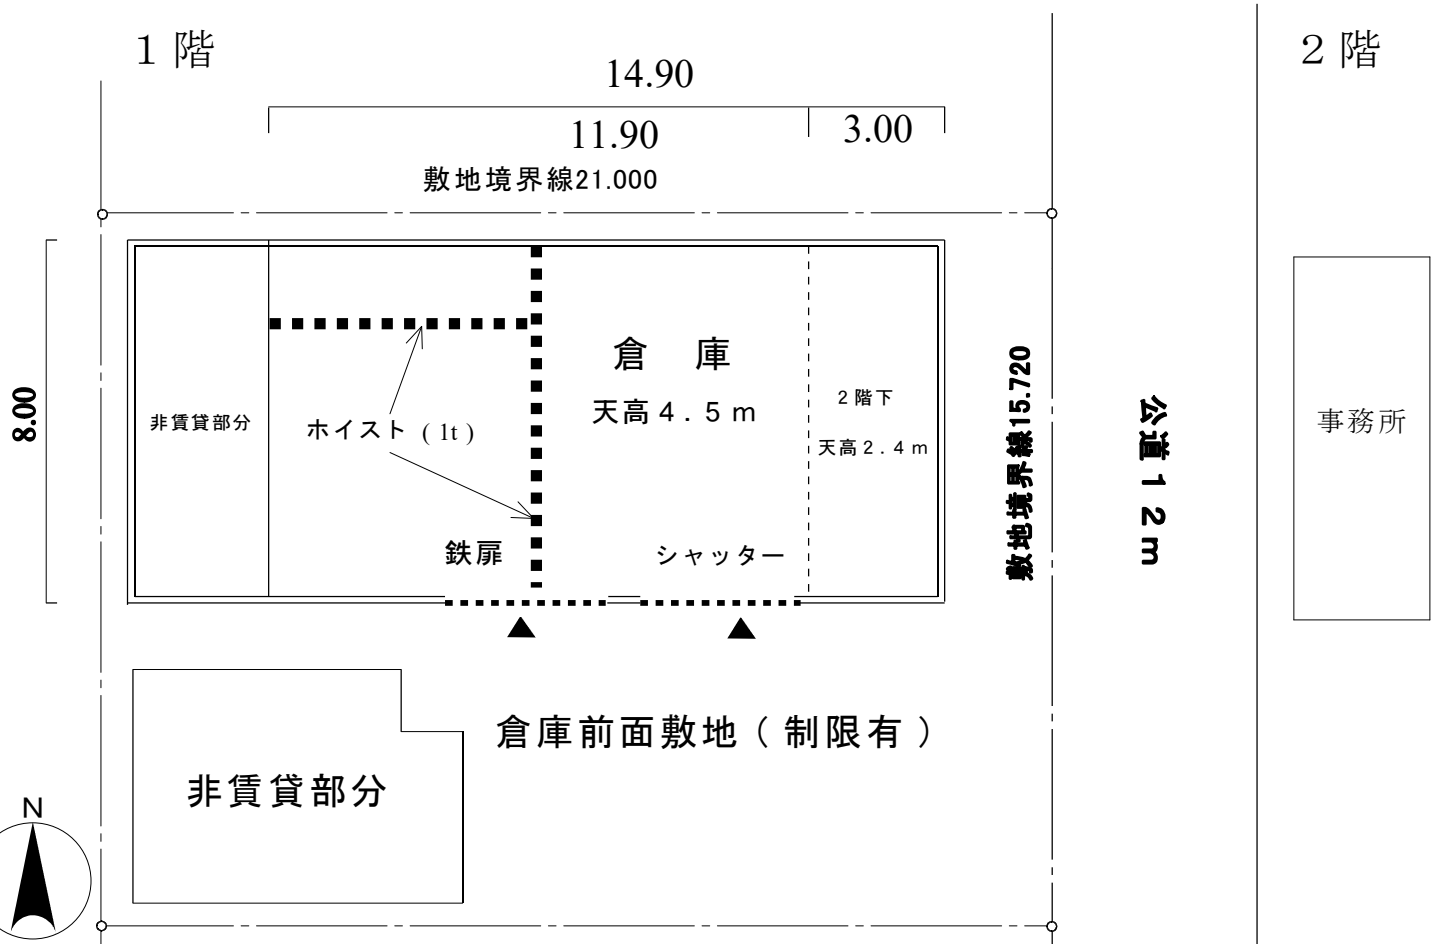 １階
２階
14.90
11.90
3.00
敷地境界線21.000
8.00
倉　庫
天高４．５ｍ
２階下
天高２．４ｍ
非賃貸部分
ホイスト （ 1t ）
鉄扉
シャッター
敷地境界線15.720
公道１２ｍ
事務所
倉庫前面敷地（ 制限有 ）
非賃貸部分
N